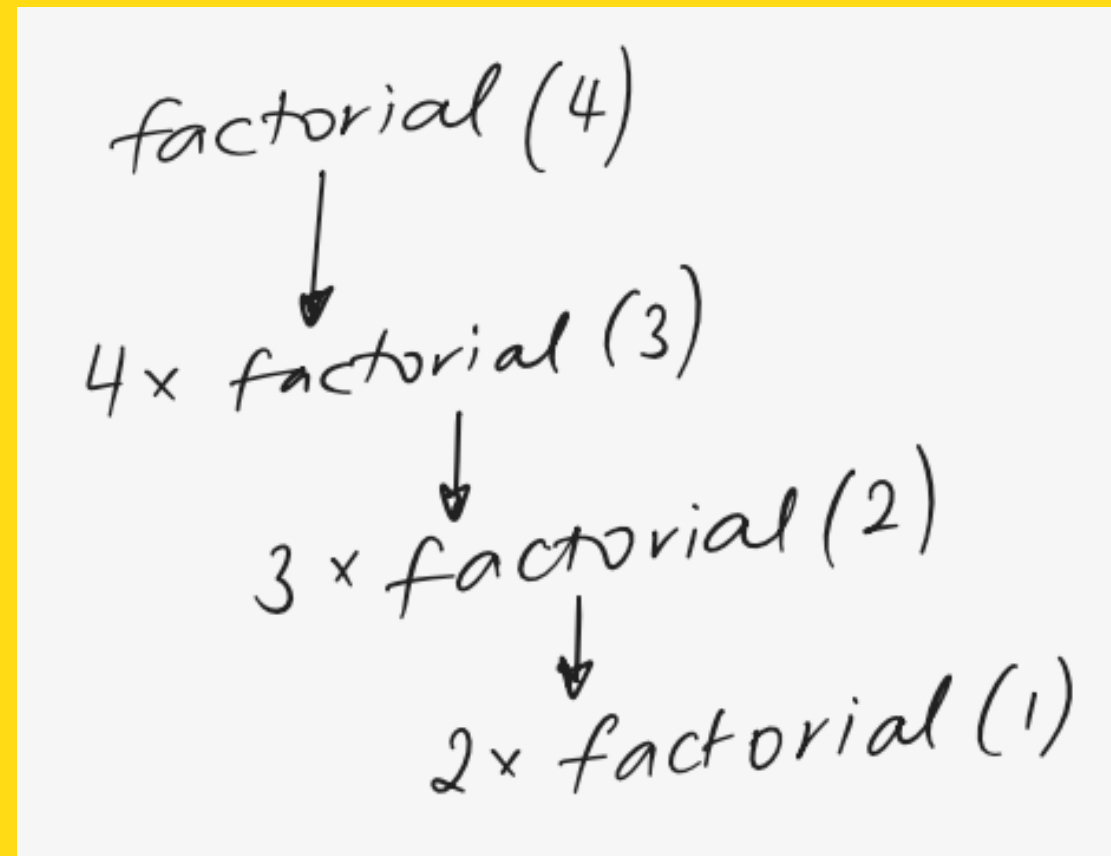 factorial (4)
4 x factorial (3)
3 x factorial (2)
2 x factorial (1)